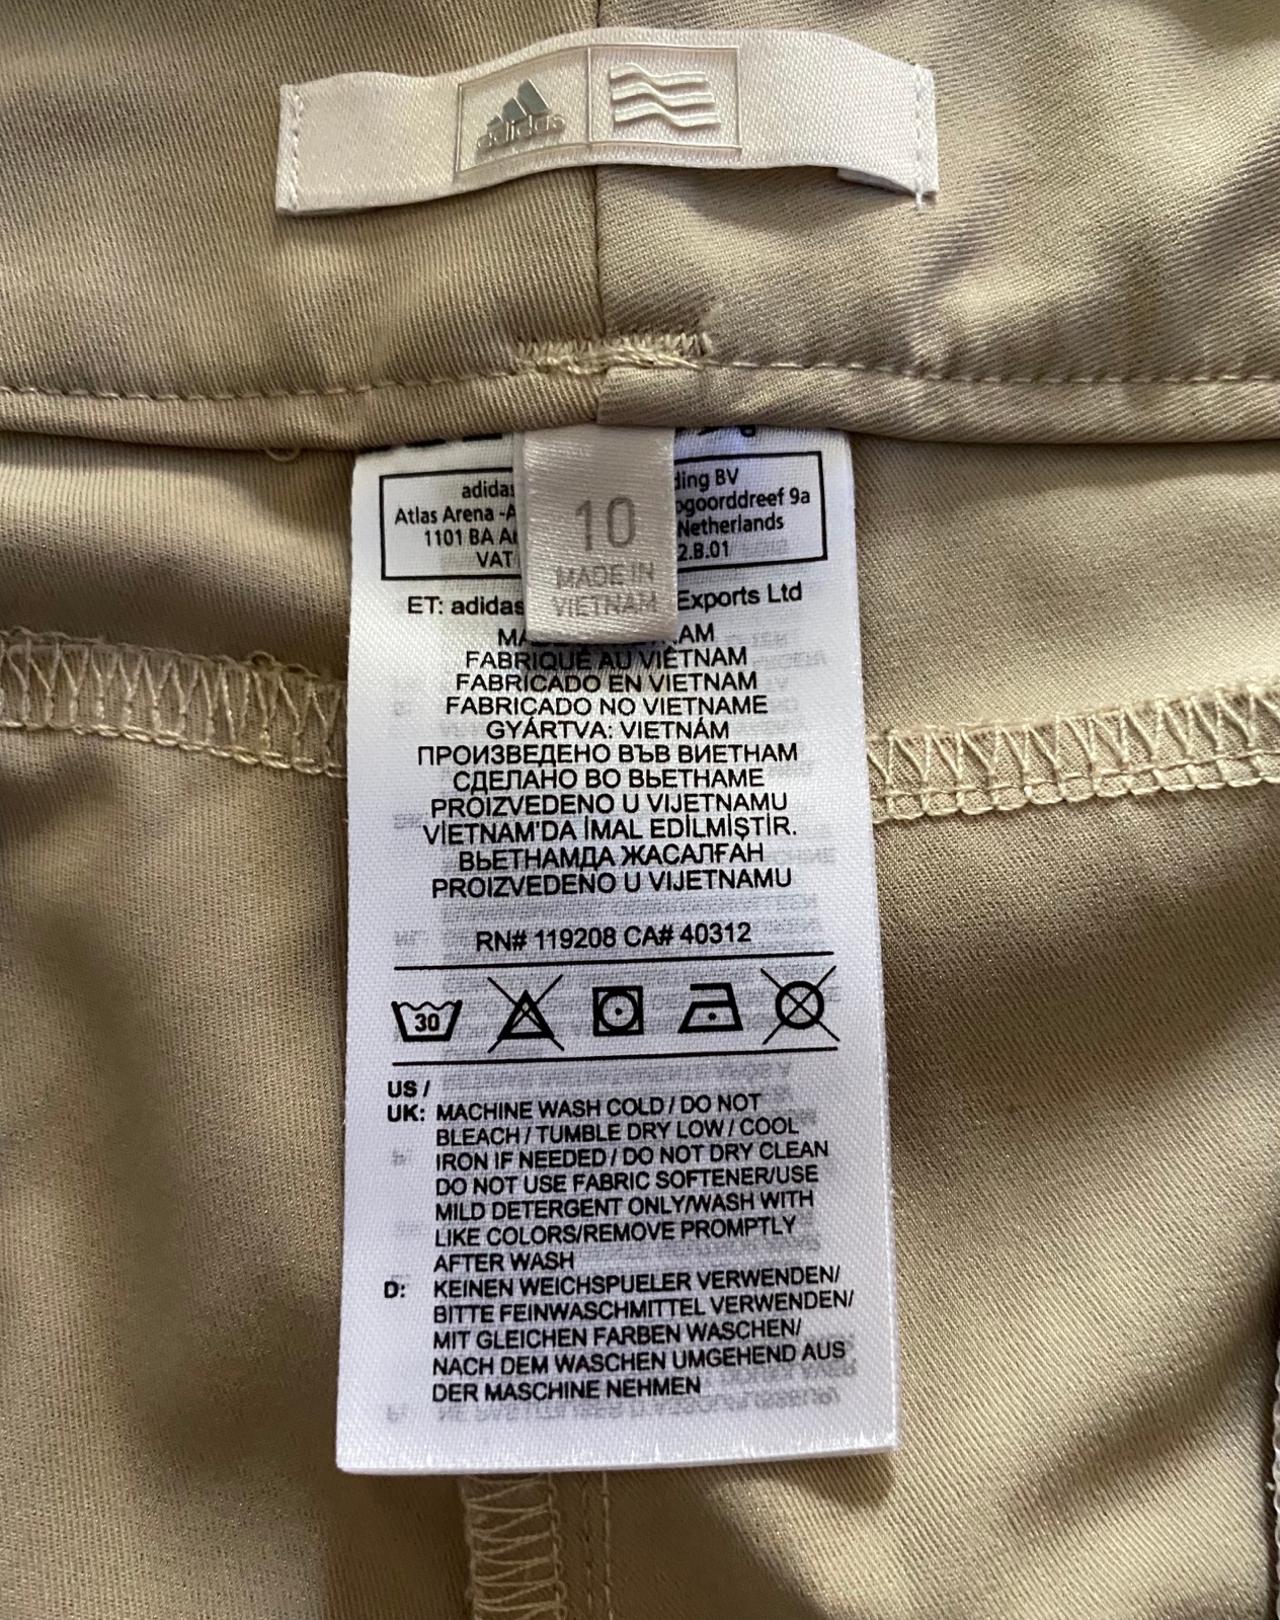 adidas
10
MADE IN
VIETNAM
adidas ding BV
Atlas Arena -A ogoorddreef 9a
1101 BA A Netherlands
VAT 2.B.01
ET: adidas Exports Ltd
MA AM
FABRIQUÉ AU VIÊTNAM
FABRICADO EN VIETNAM
FABRICADO NO VIETNAME
GYÁRTVA: VIETNÁM
ПРОИЗВЕДЕНО ВЪВ ВИЕТНАМ
СДЕЛАНО ВО ВЬЕТНАМЕ
PROIZVEDENO U VIJETNAMU
VİETNAM'DA İMAL EDİLMİŞTİR.
ВЬЕТНАМДА ЖАСАЛҒАН
PROIZVEDENO U VIJETNAMU
RN# 119208 CA# 40312
30
US /
UK: MACHINE WASH COLD / DO NOT
BLEACH / TUMBLE DRY LOW / COOL
IRON IF NEEDED / DO NOT DRY CLEAN
DO NOT USE FABRIC SOFTENER/USE
MILD DETERGENT ONLY/WASH WITH
LIKE COLORS/REMOVE PROMPTLY
AFTER WASH
D: KEINEN WEICHSPUELER VERWENDEN/
BITTE FEINWASCHMITTEL VERWENDEN/
MIT GLEICHEN FARBEN WASCHEN/
NACH DEM WASCHEN UMGEHEND AUS
DER MASCHINE NEHMEN